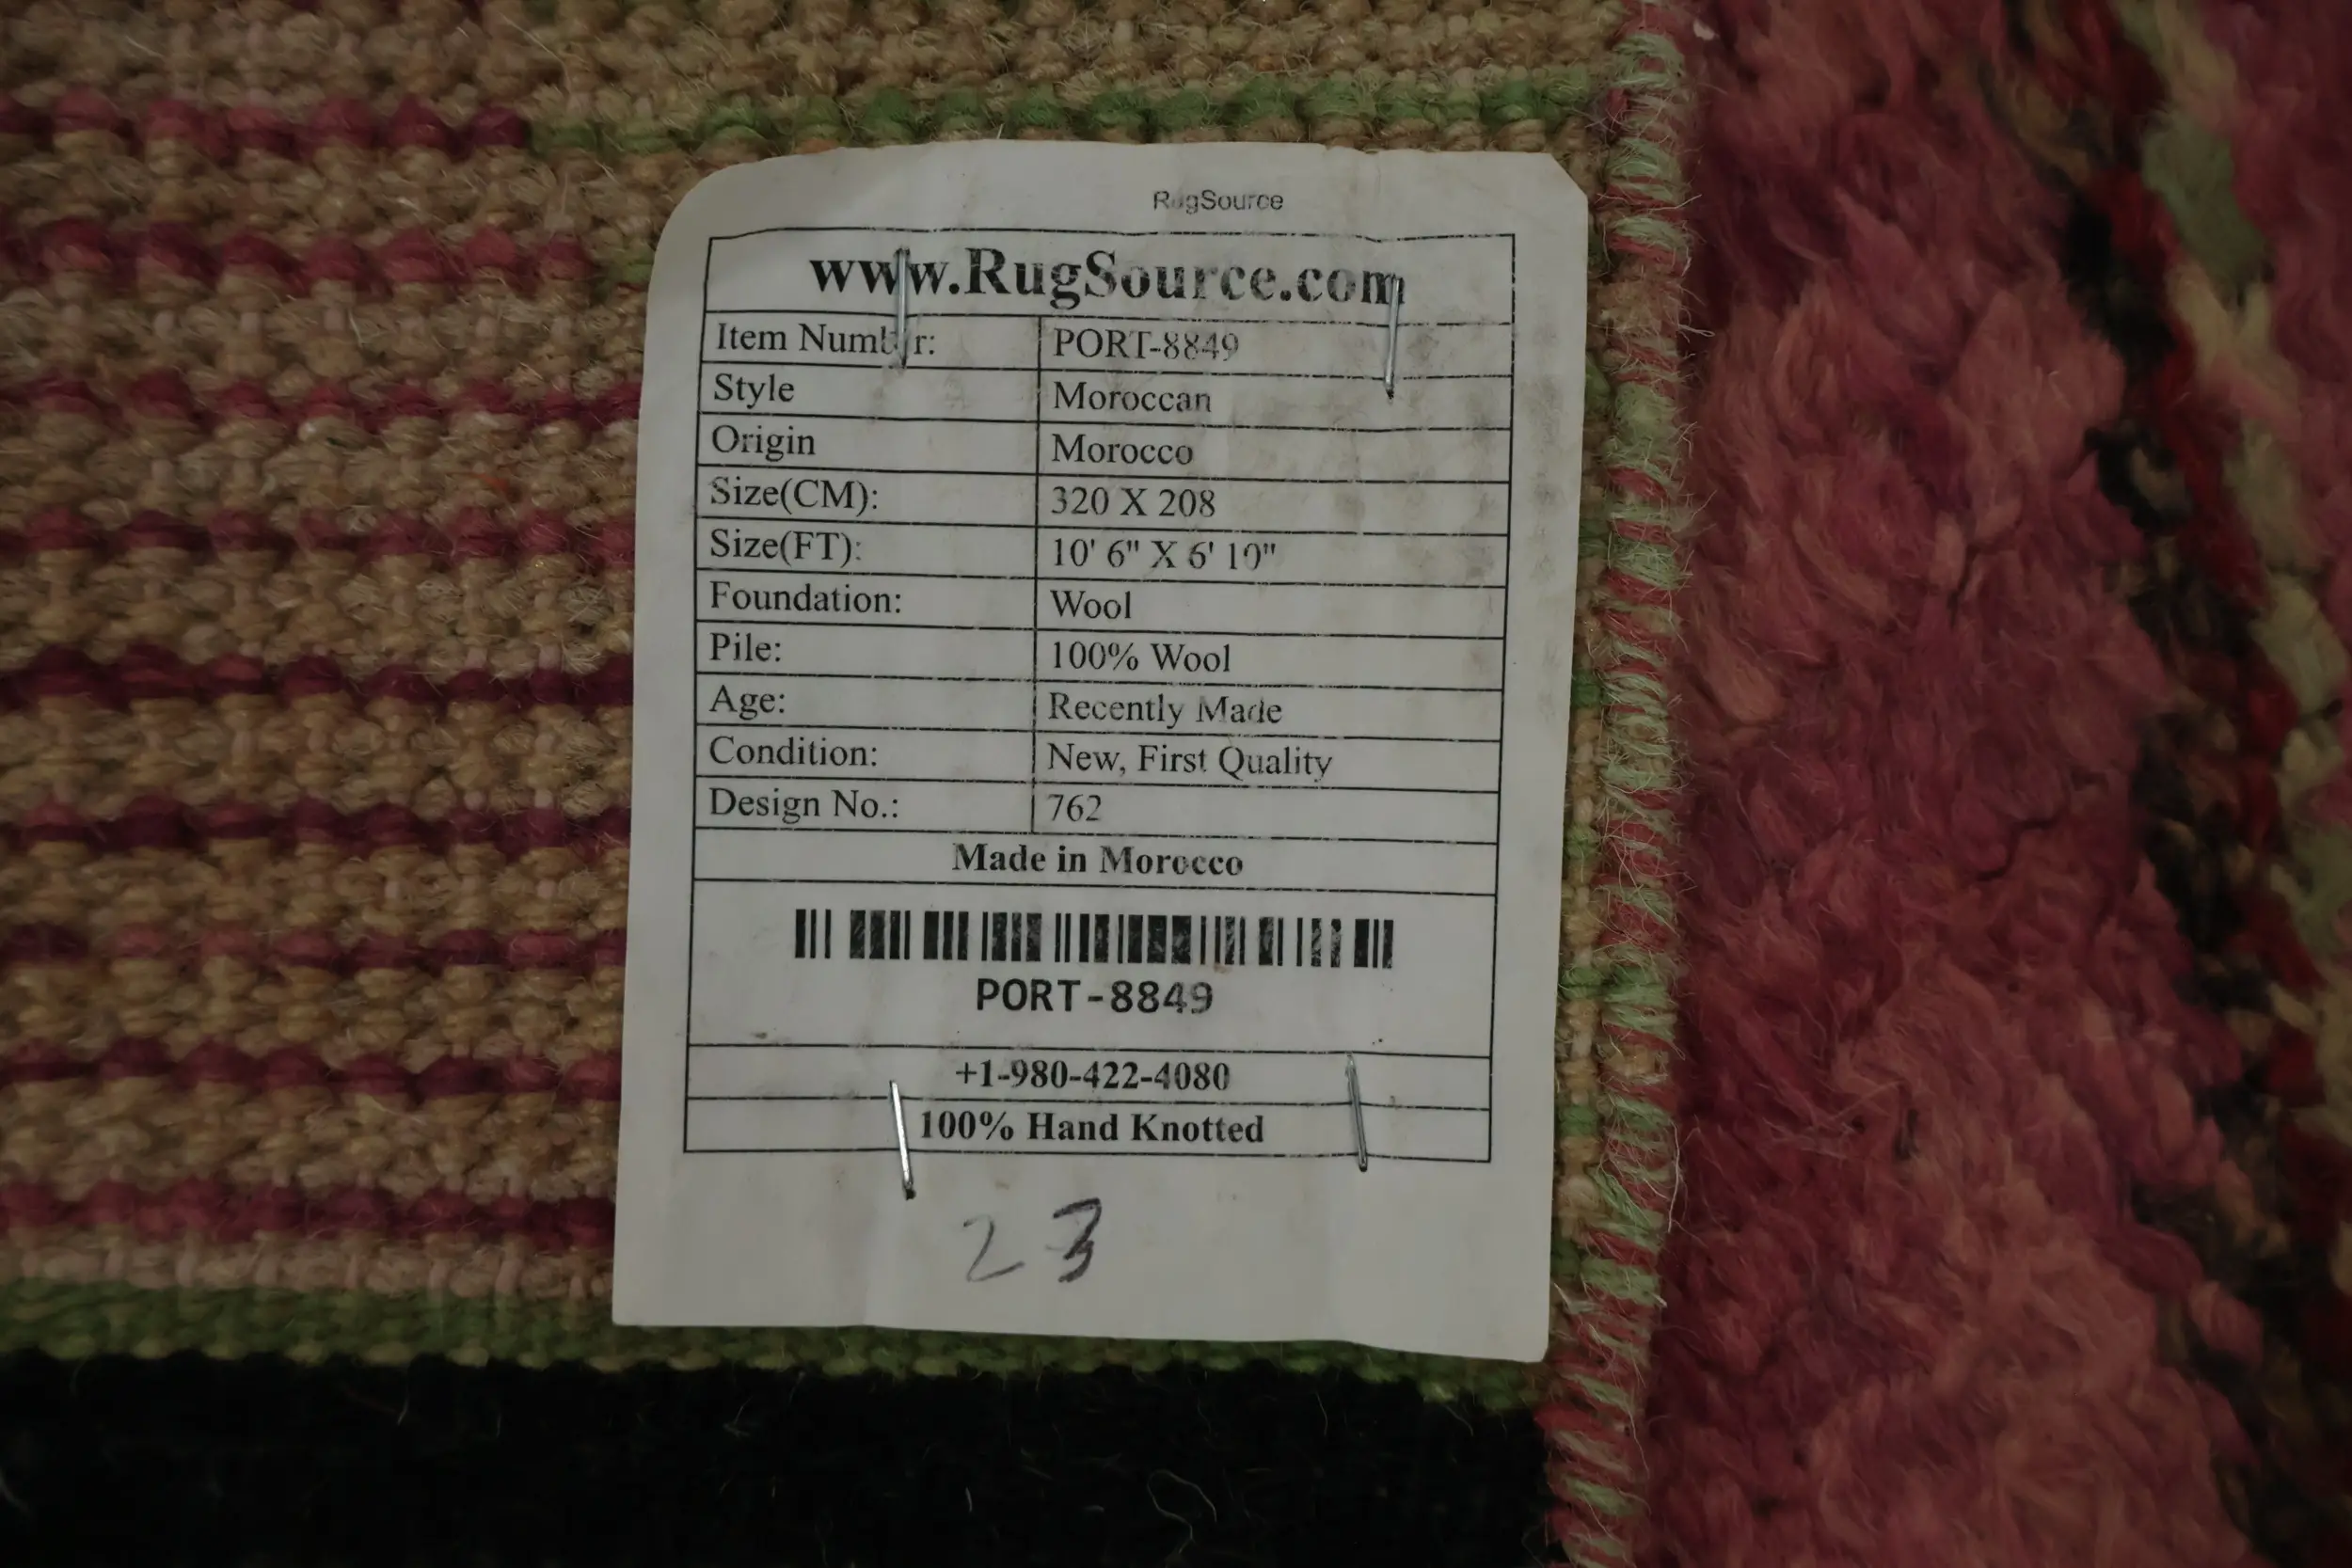 RugSource
www.RugSource.com
Item Number: PORT-8849
Style Moroccan
Origin Morocco
Size(CM): 320 X 208
Size(FT): 10' 6" X 6' 10"
Foundation: Wool
Pile: 100% Wool
Age: Recently Made
Condition: New, First Quality
Design No.: 762
Made in Morocco
PORT-8849
+1-980-422-4080
100% Hand Knotted
23